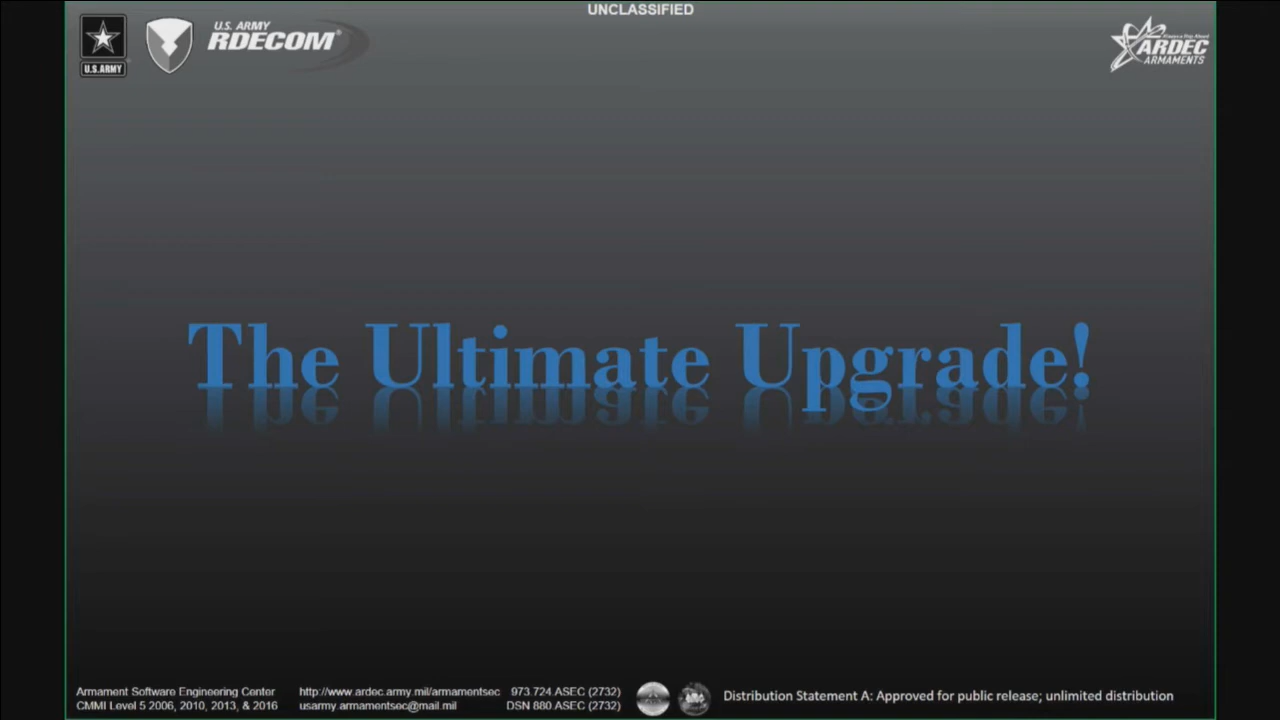 UNCLASSIFIED
U.S. ARMY
U.S. ARMY
RDECOM®
ARDEC
ARMAMENTS
The Ultimate Upgrade!
Armament Software Engineering Center
CMMI Level 5 2006, 2010, 2013, & 2016
http://www.ardec.army.mil/armamentsec
usarmy.armamentsec@mail.mil
973.724.ASEC (2732)
DSN 880.ASEC (2732)
Distribution Statement A: Approved for public release; unlimited distribution